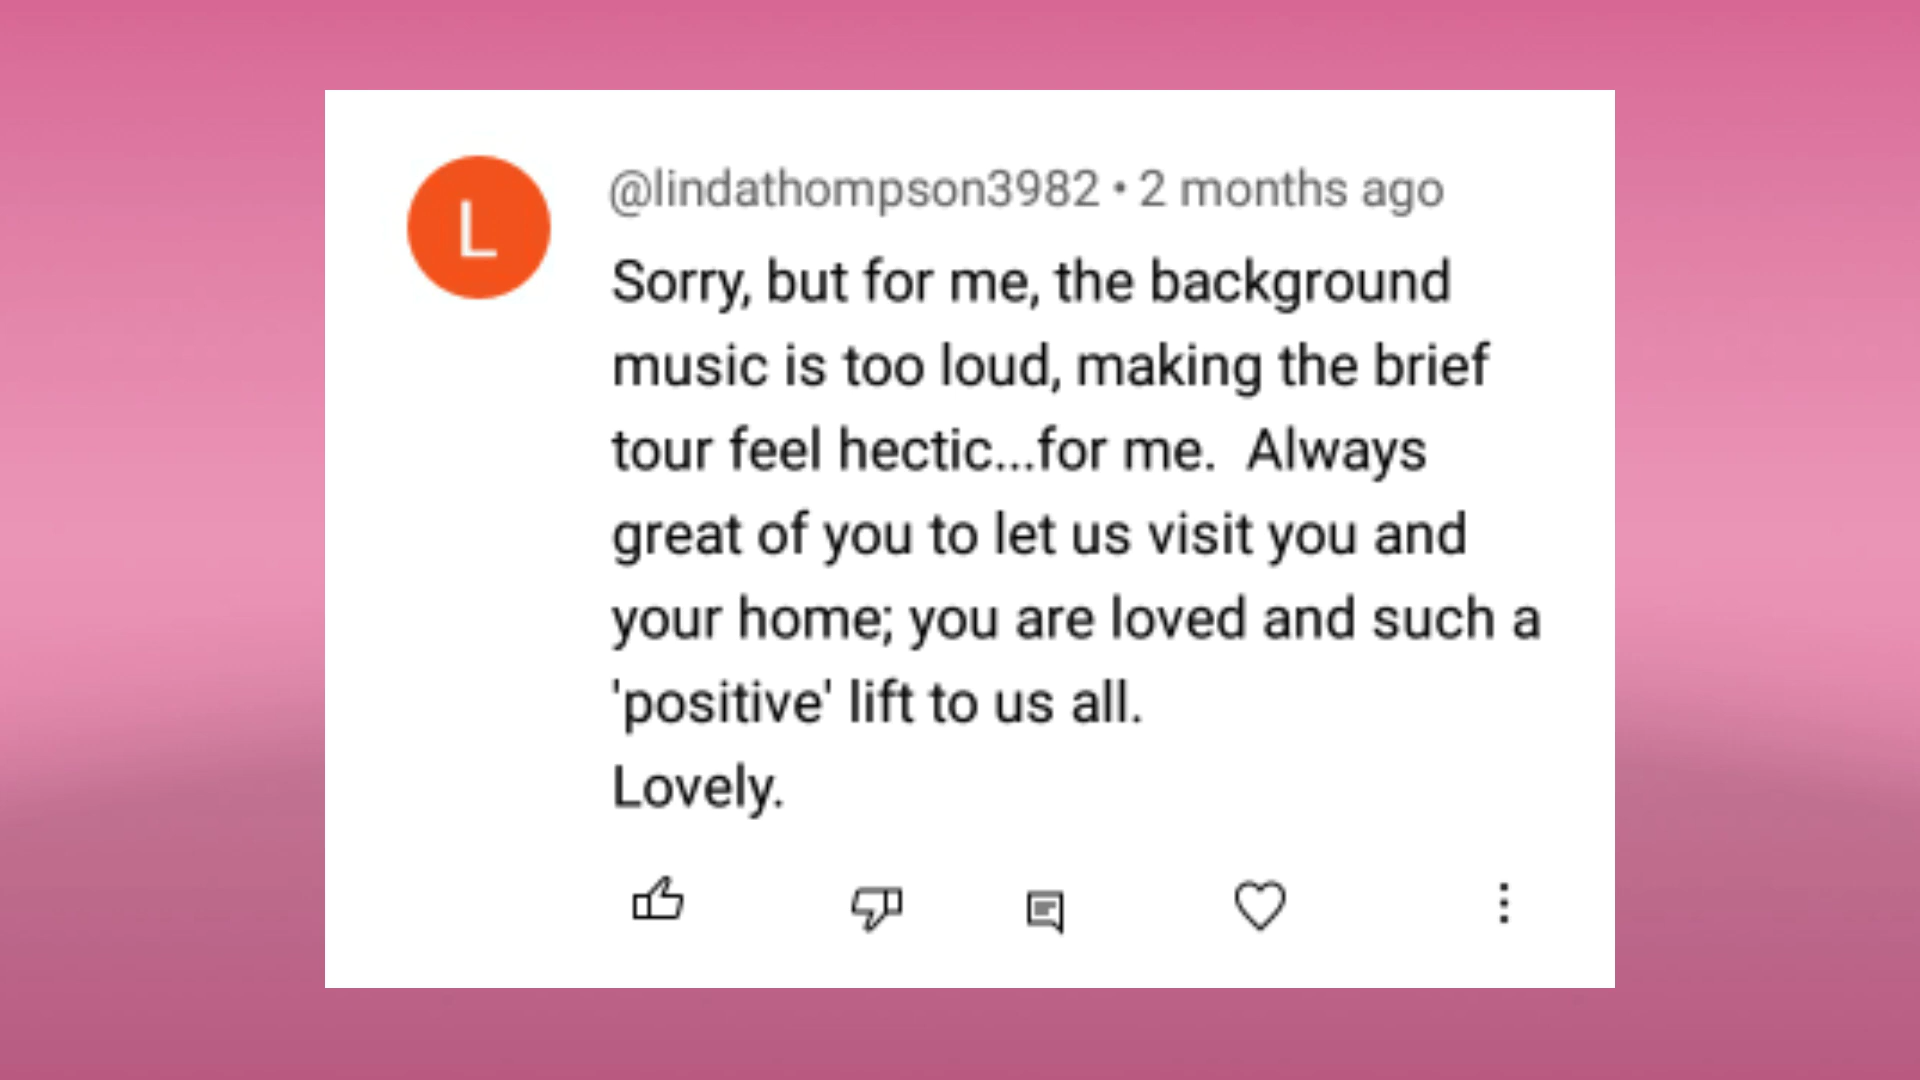 L
@lindathompson3982 • 2 months ago
Sorry, but for me, the background
music is too loud, making the brief
tour feel hectic...for me.  Always
great of you to let us visit you and
your home; you are loved and such a
'positive' lift to us all.
Lovely.